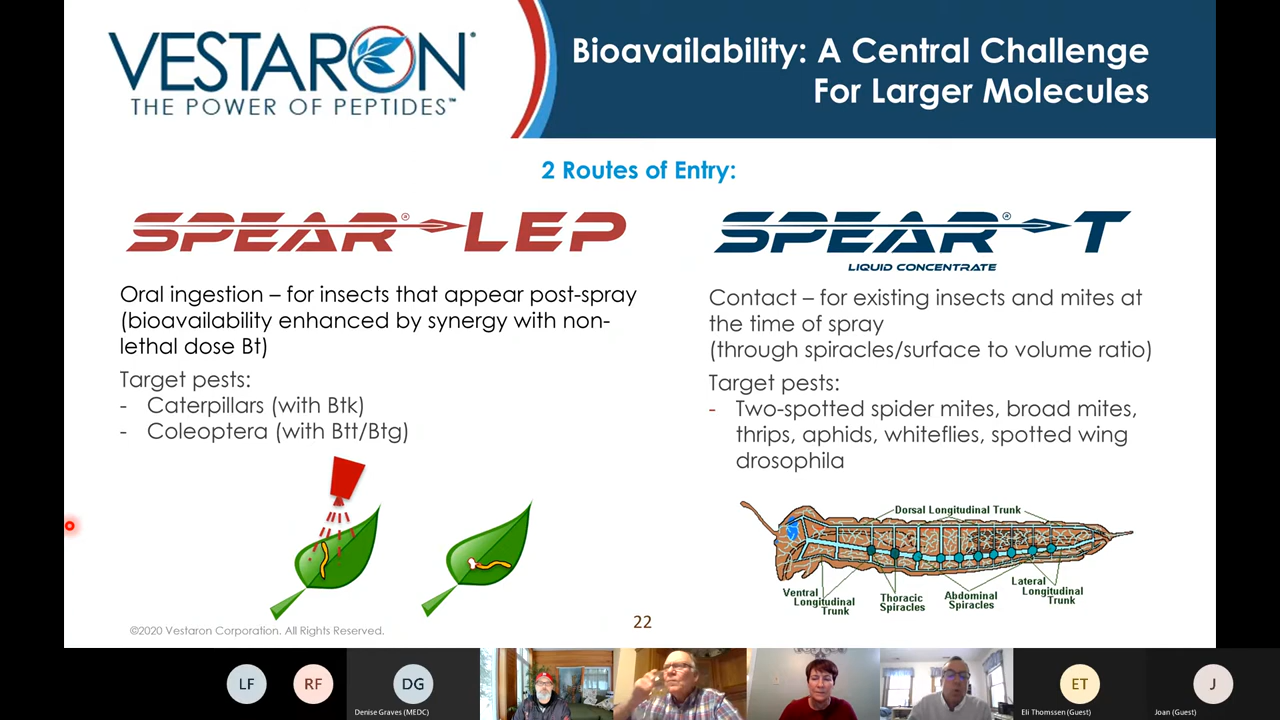 VESTARON®
THE POWER OF PEPTIDES™
Bioavailability: A Central Challenge
For Larger Molecules
2 Routes of Entry:
SPEAR® LEP
Oral ingestion – for insects that appear post-spray
(bioavailability enhanced by synergy with non-
lethal dose Bt)
Target pests:
- Caterpillars (with Btk)
- Coleoptera (with Btt/Btg)
SPEAR® T
LIQUID CONCENTRATE
Contact – for existing insects and mites at
the time of spray
(through spiracles/surface to volume ratio)
Target pests:
- Two-spotted spider mites, broad mites,
thrips, aphids, whiteflies, spotted wing
drosophila
Dorsal Longitudinal Trunk
Ventral
Longitudinal
Trunk
Thoracic
Spiracles
Abdominal
Spiracles
Lateral
Longitudinal
Trunk
©2020 Vestaron Corporation. All Rights Reserved.
22
LF
RF
DG
Denise Graves (MEDC)
ET
Eli Thomssen (Guest)
J
Joan (Guest)